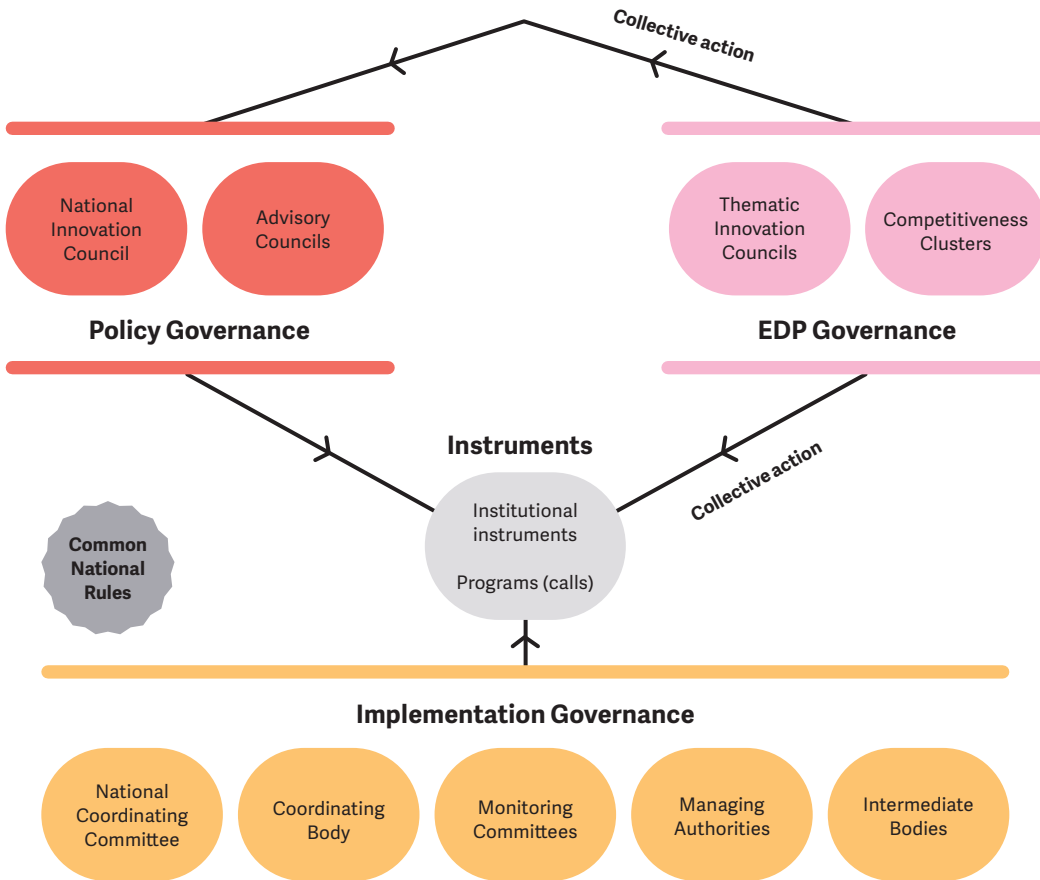 Collective action
National
Innovation
Council
Advisory
Councils
Thematic
Innovation
Councils
Competitiveness
Clusters
Policy Governance
EDP Governance
Instruments
Collective action
Institutional
instruments
Programs (calls)
Common
National
Rules
Implementation Governance
National
Coordinating
Committee
Coordinating
Body
Monitoring
Committees
Managing
Authorities
Intermediate
Bodies